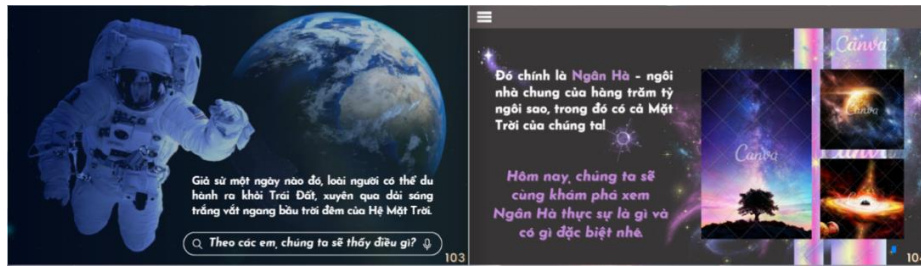 Giả sử một ngày nào đó, loài người có thể du
hành ra khỏi Trái Đất, xuyên qua dải sáng
trắng vắt ngang bầu trời đêm của Hệ Mặt Trời.
Theo các em, chúng ta sẽ thấy điều gì?
103
Đó chính là Ngân Hà – ngôi
nhà chung của hàng trăm tỷ
ngôi sao, trong đó có cả Mặt
Trời của chúng ta!
Hôm nay, chúng ta sẽ
cùng khám phá xem
Ngân Hà thực sự là gì và
có gì đặc biệt nhé.
Canva
Canva
Canva
Canva